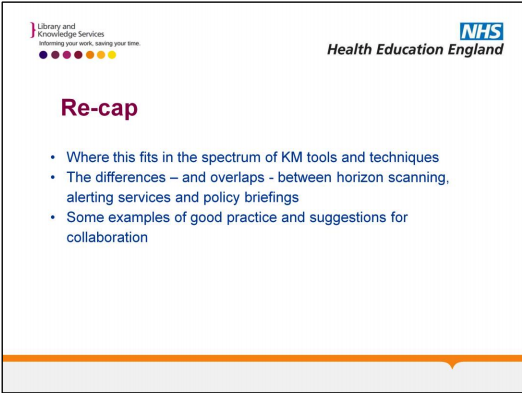 Library and
Knowledge Services
Informing your work, saving your time.
NHS
Health Education England
Re-cap
• Where this fits in the spectrum of KM tools and techniques
• The differences – and overlaps - between horizon scanning,
alerting services and policy briefings
• Some examples of good practice and suggestions for
collaboration